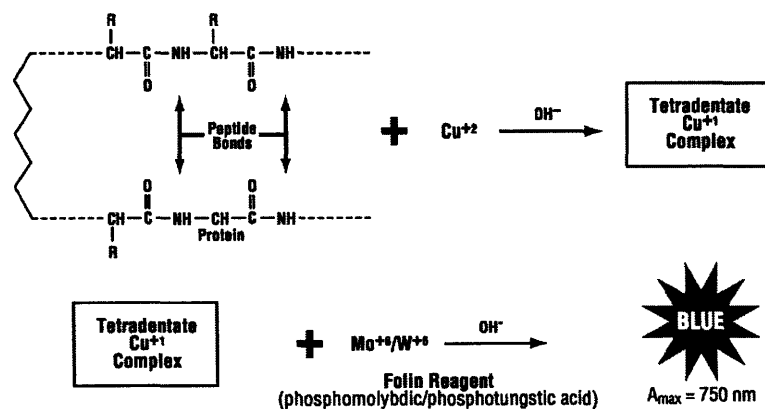 R R
CH — C — NH — CH — C — NH
O O
Peptide
Bonds
+ Cu+2
OH−
Tetradentate
Cu+1
Complex
O O
CH — C — NH — CH — C — NH
R
Protein
Tetradentate
Cu+1
Complex
+ Mo+6/W+6
OH-
BLUE
Folin Reagent
(phosphomolybdic/phosphotungstic acid)
Amax = 750 nm